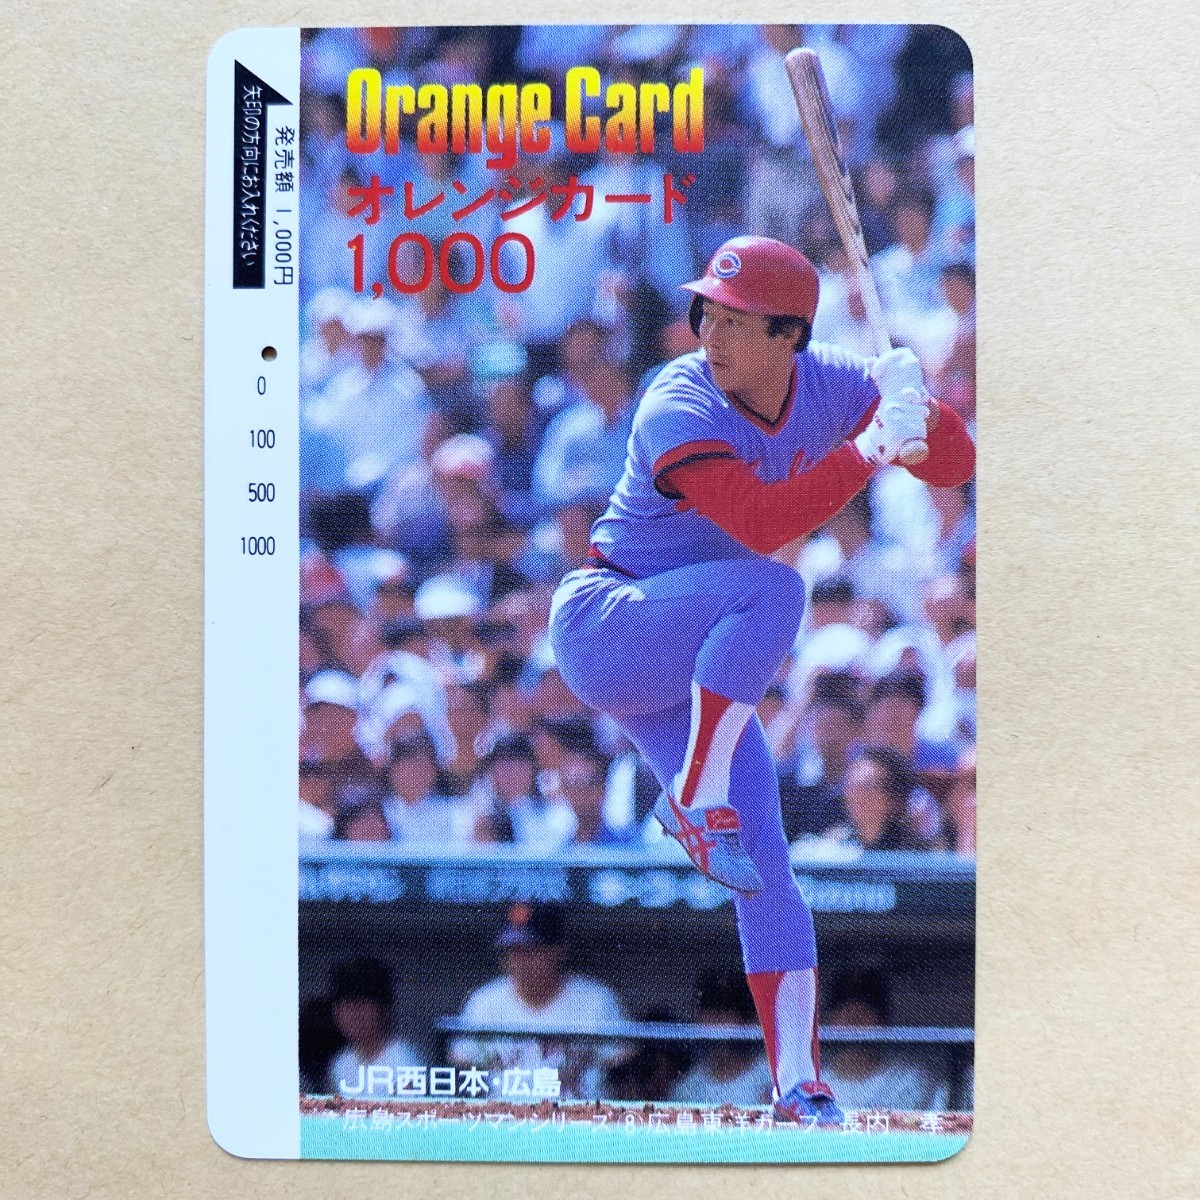 Orange Card
オレンジカード
1,000
発売額 1,000円
矢印の方向にお入れください
0
100
500
1000
C
JR西日本・広島
広島スポーツマンシリーズ ⑧ 広島東洋カープ 長内 孝